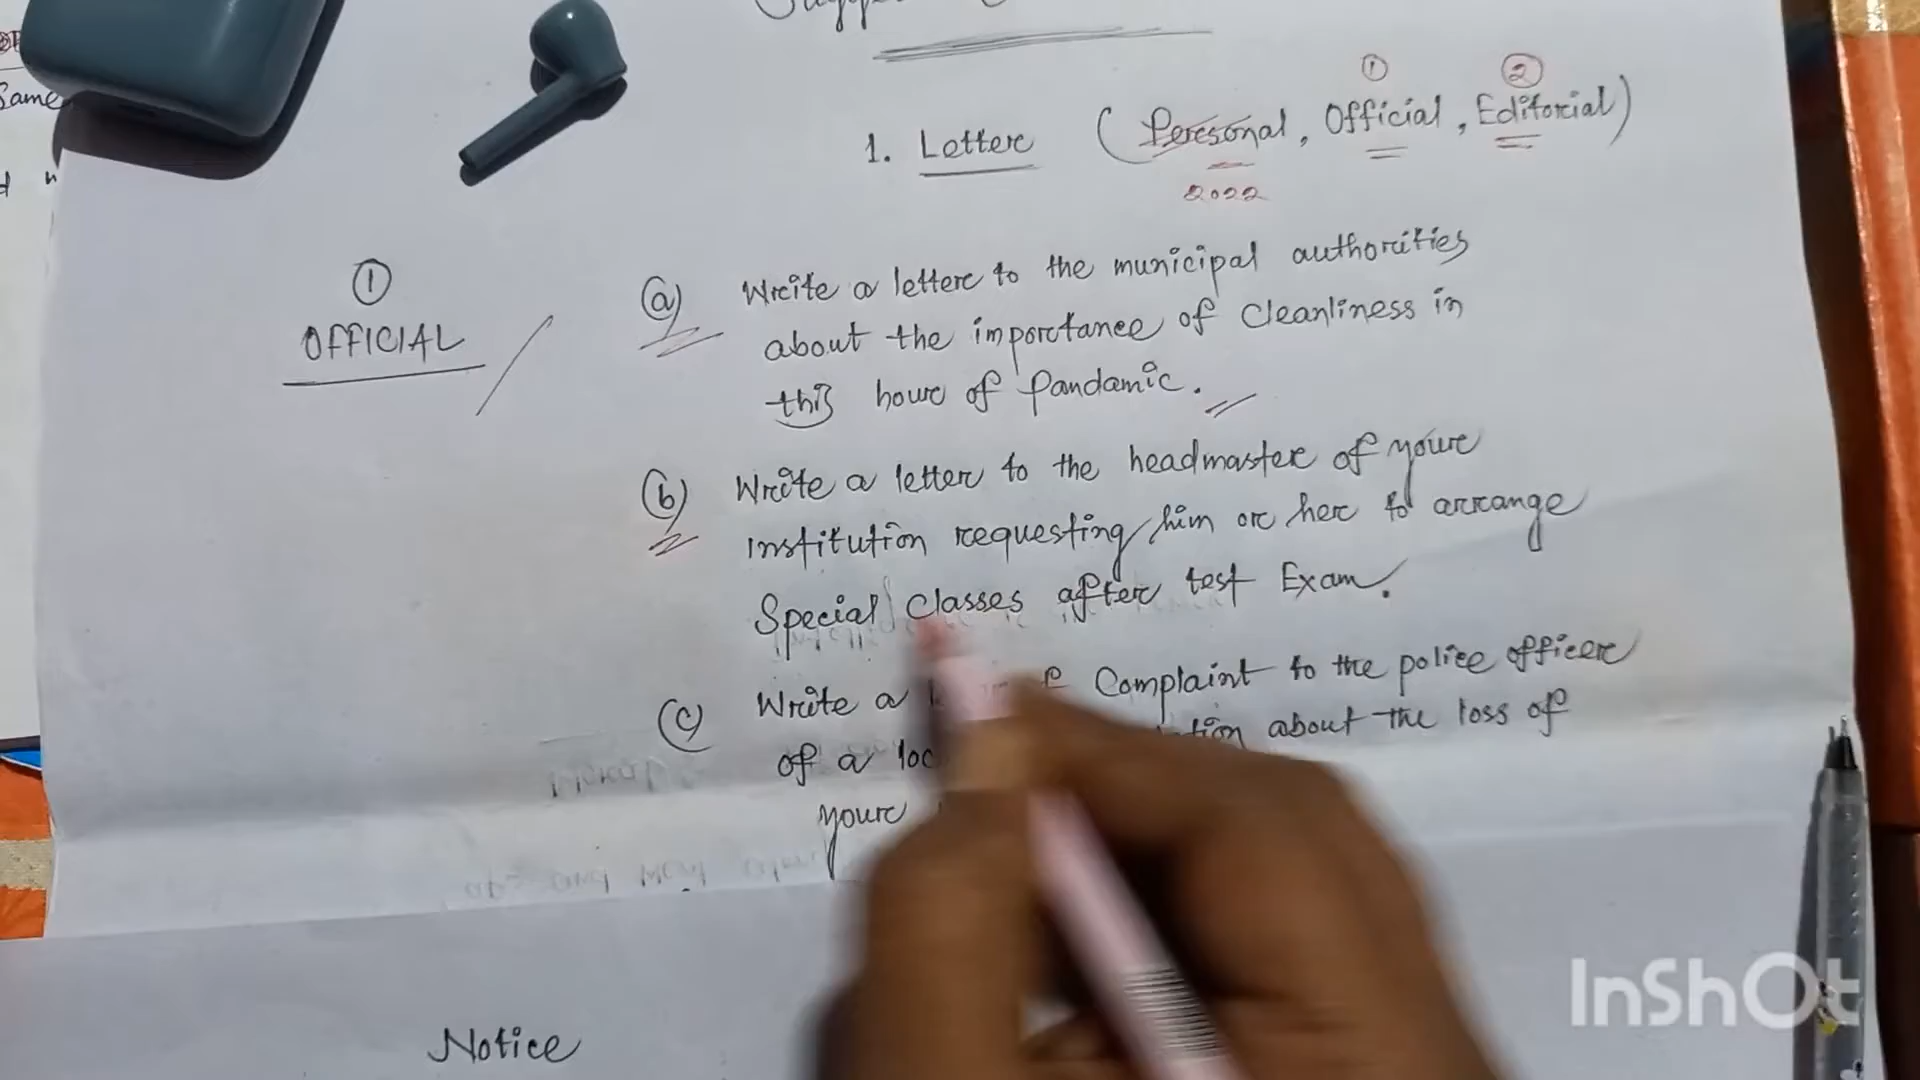 1. Letter (Personal, Official, Editorial)
① ②
2022
①
OFFICIAL
(a) Write a letter to the municipal authorities
about the importance of cleanliness in
this hour of Pandamic.
(b) Write a letter to the headmaster of your
institution requesting him or her to arrange
Special Classes after test Exam.
(c) Write a Complaint to the police officer
of a about the loss of
your
Notice
Same
InShOt